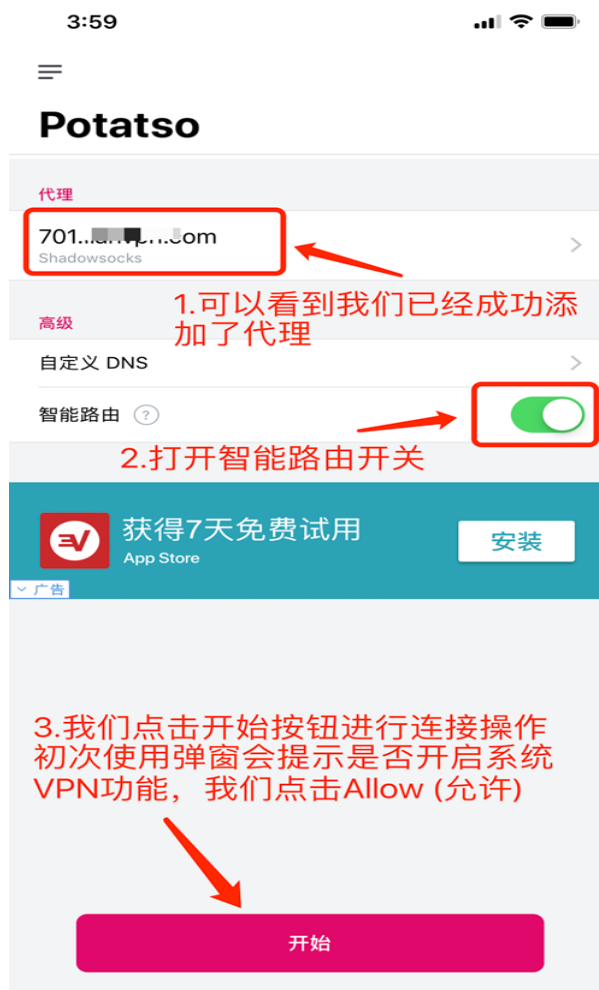 3:59
Potatso
代理
Shadowsocks
1.可以看到我们已经成功添
加了代理
高级
自定义 DNS
智能路由 ?
2.打开智能路由开关
获得7天免费试用
App Store
安装
广告
3.我们点击开始按钮进行连接操作
初次使用弹窗会提示是否开启系统
VPN功能，我们点击Allow (允许)
开始